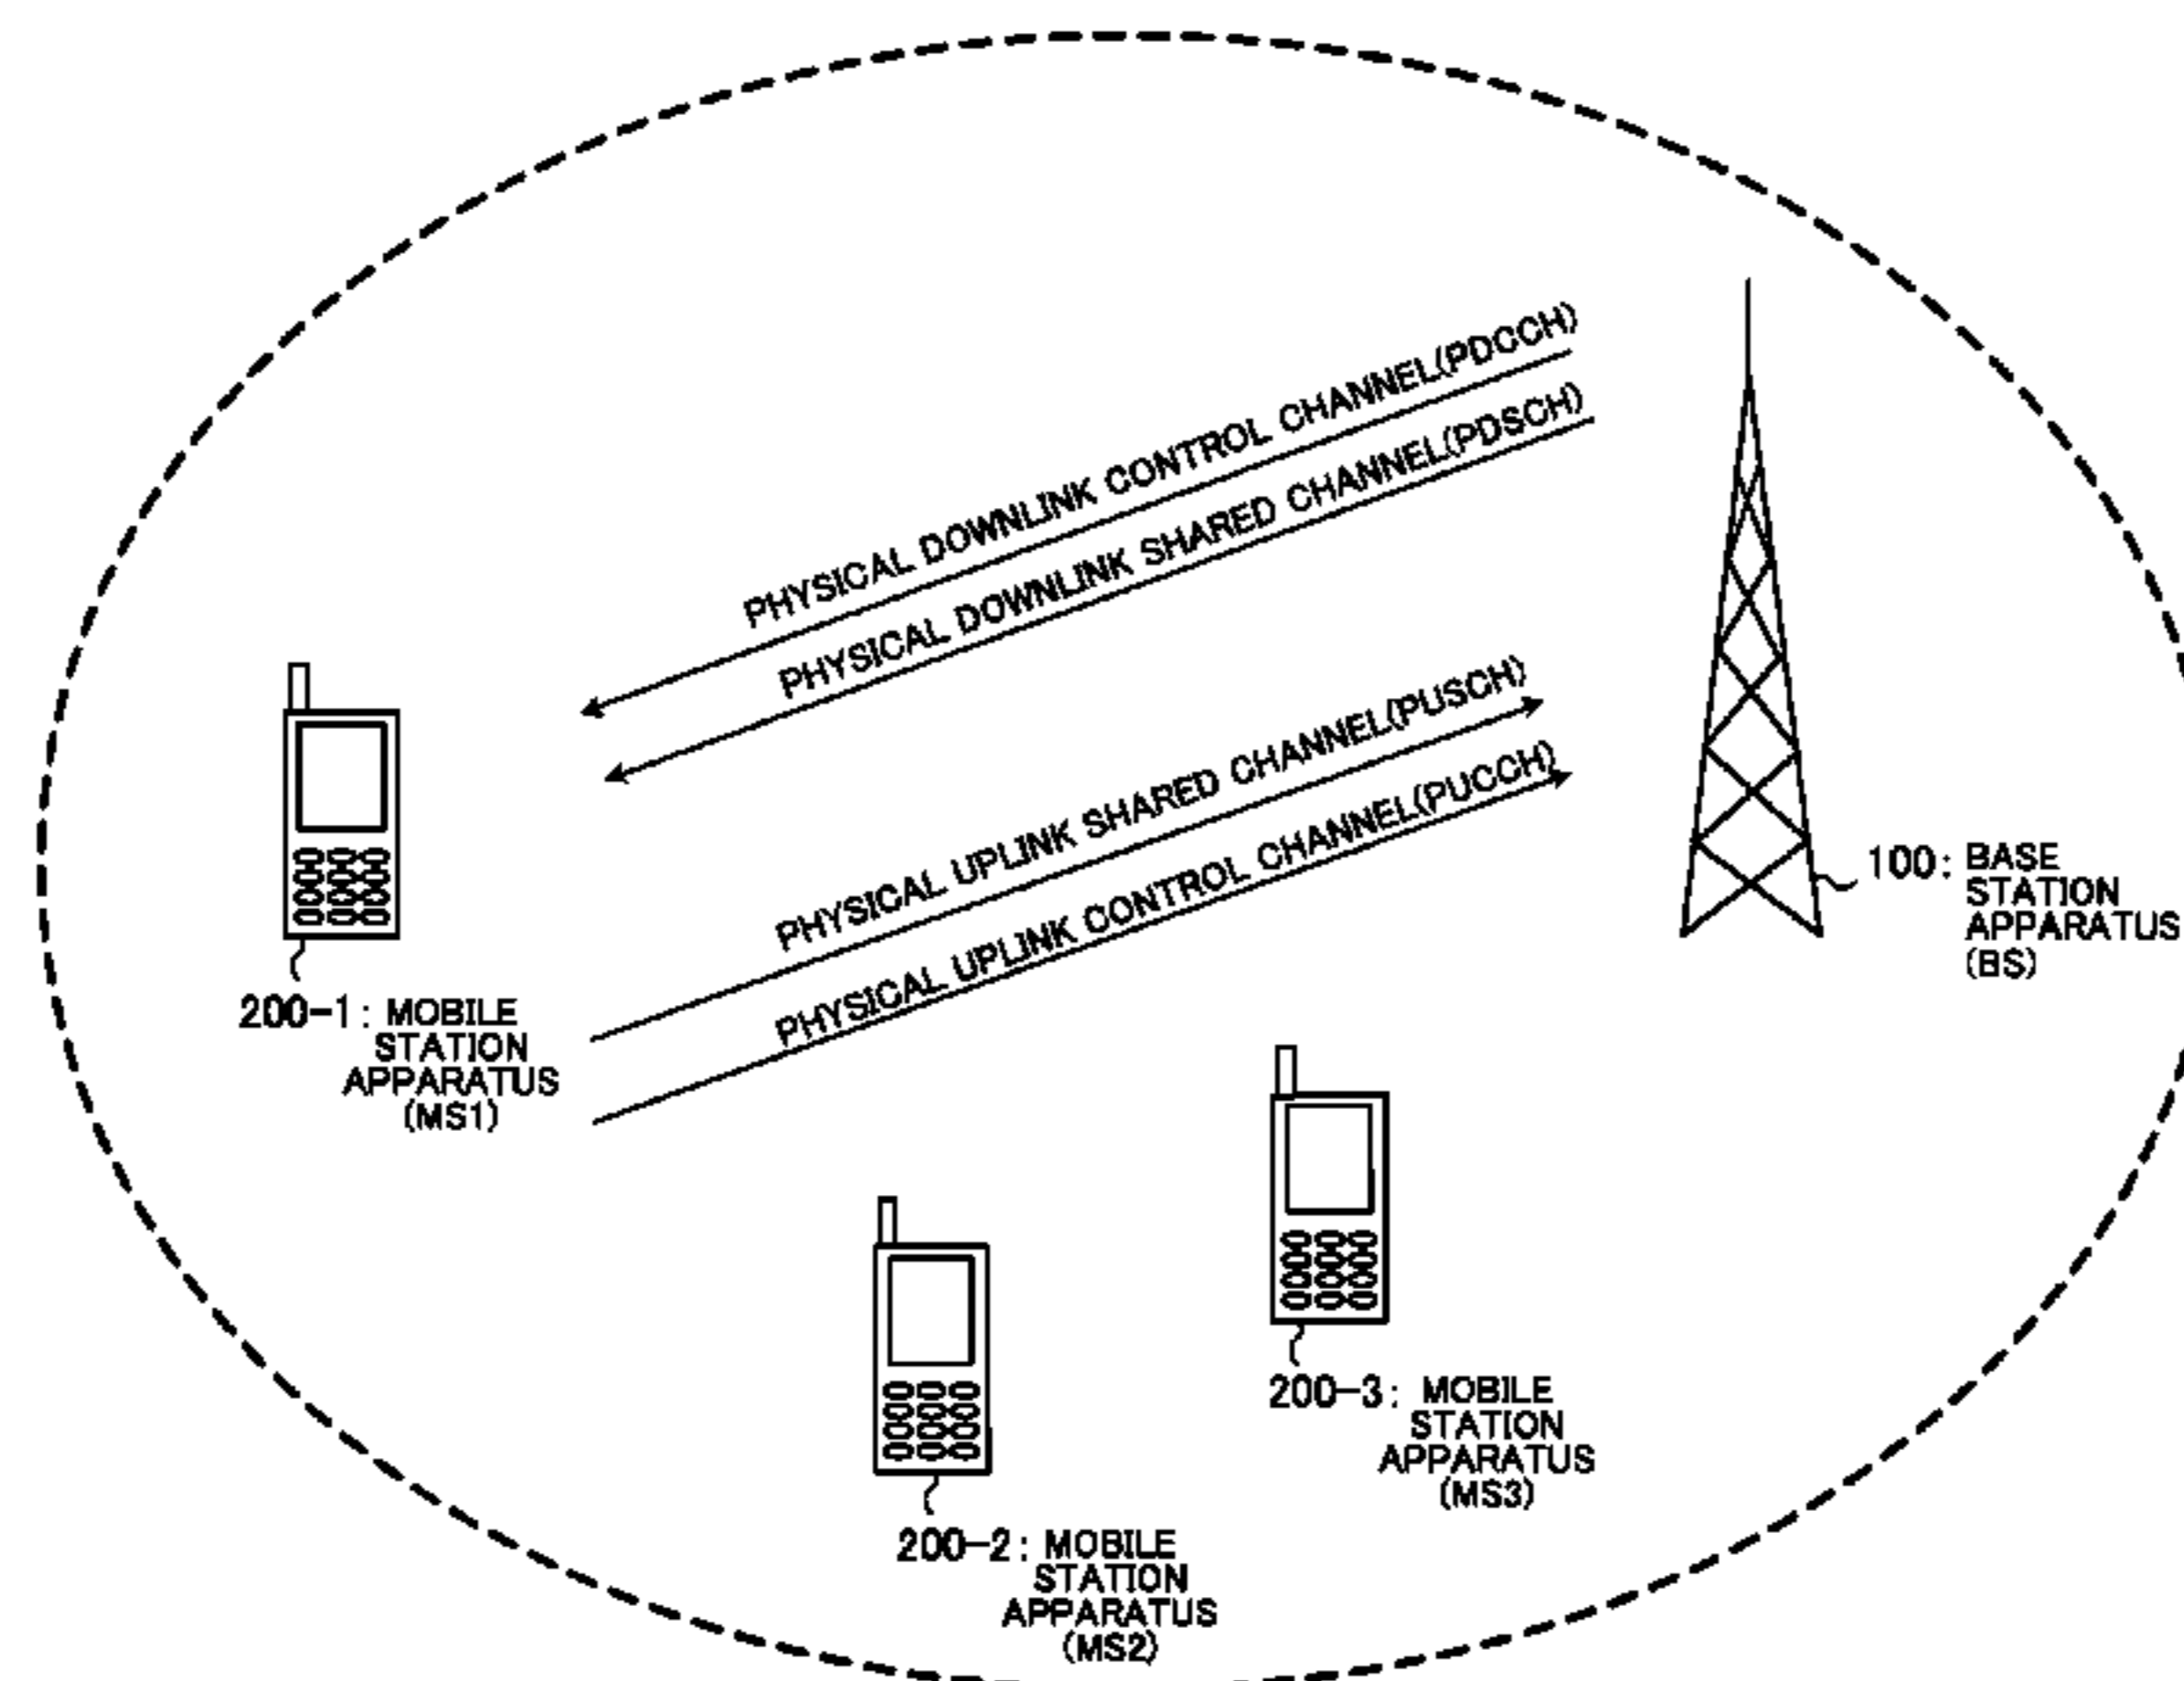 PHYSICAL DOWNLINK CONTROL CHANNEL(PDCCH)
PHYSICAL DOWNLINK SHARED CHANNEL(PDSCH)
PHYSICAL UPLINK SHARED CHANNEL(PUSCH)
PHYSICAL UPLINK CONTROL CHANNEL(PUCCH)
100: BASE
STATION
APPARATUS
(BS)
200-1: MOBILE
STATION
APPARATUS
(MS1)
200-3: MOBILE
STATION
APPARATUS
(MS3)
200-2: MOBILE
STATION
APPARATUS
(MS2)